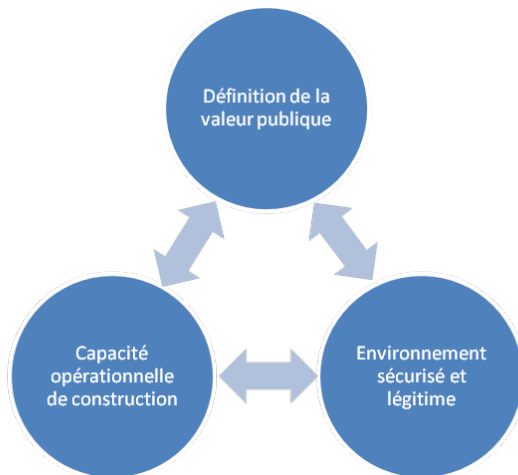 Définition de la
valeur publique
Capacité
opérationnelle
de construction
Environnement
sécurisé et
légitime